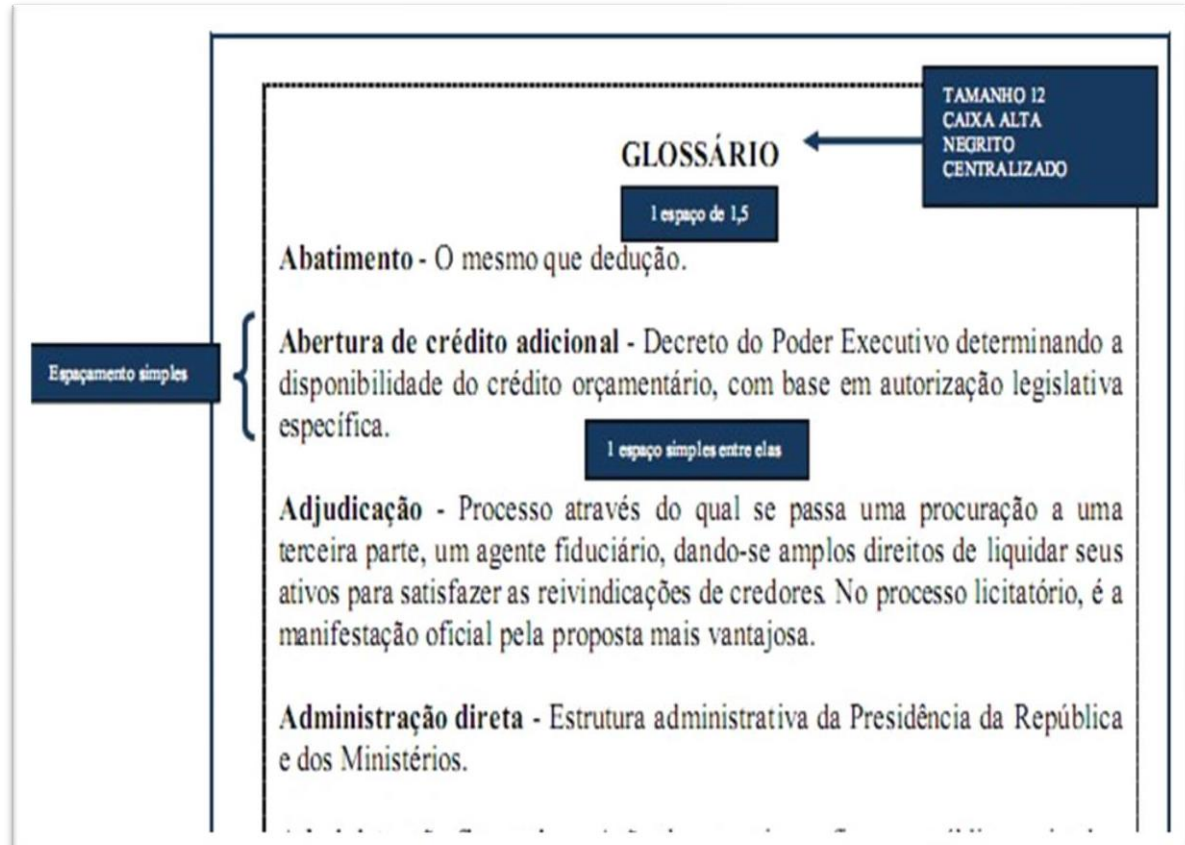 TAMANHO 12
CAIXA ALTA
NEGRITO
CENTRALIZADO
GLOSSÁRIO
1 espaço de 1,5
Abatimento - O mesmo que dedução.
Espaçamento simples
Abertura de crédito adicional - Decreto do Poder Executivo determinando a
disponibilidade do crédito orçamentário, com base em autorização legislativa
específica.
1 espaço simples entre elas
Adjudicação - Processo através do qual se passa uma procuração a uma
terceira parte, um agente fiduciário, dando-se amplos direitos de liquidar seus
ativos para satisfazer as reivindicações de credores. No processo licitatório, é a
manifestação oficial pela proposta mais vantajosa.
Administração direta - Estrutura administrativa da Presidência da República
e dos Ministérios.